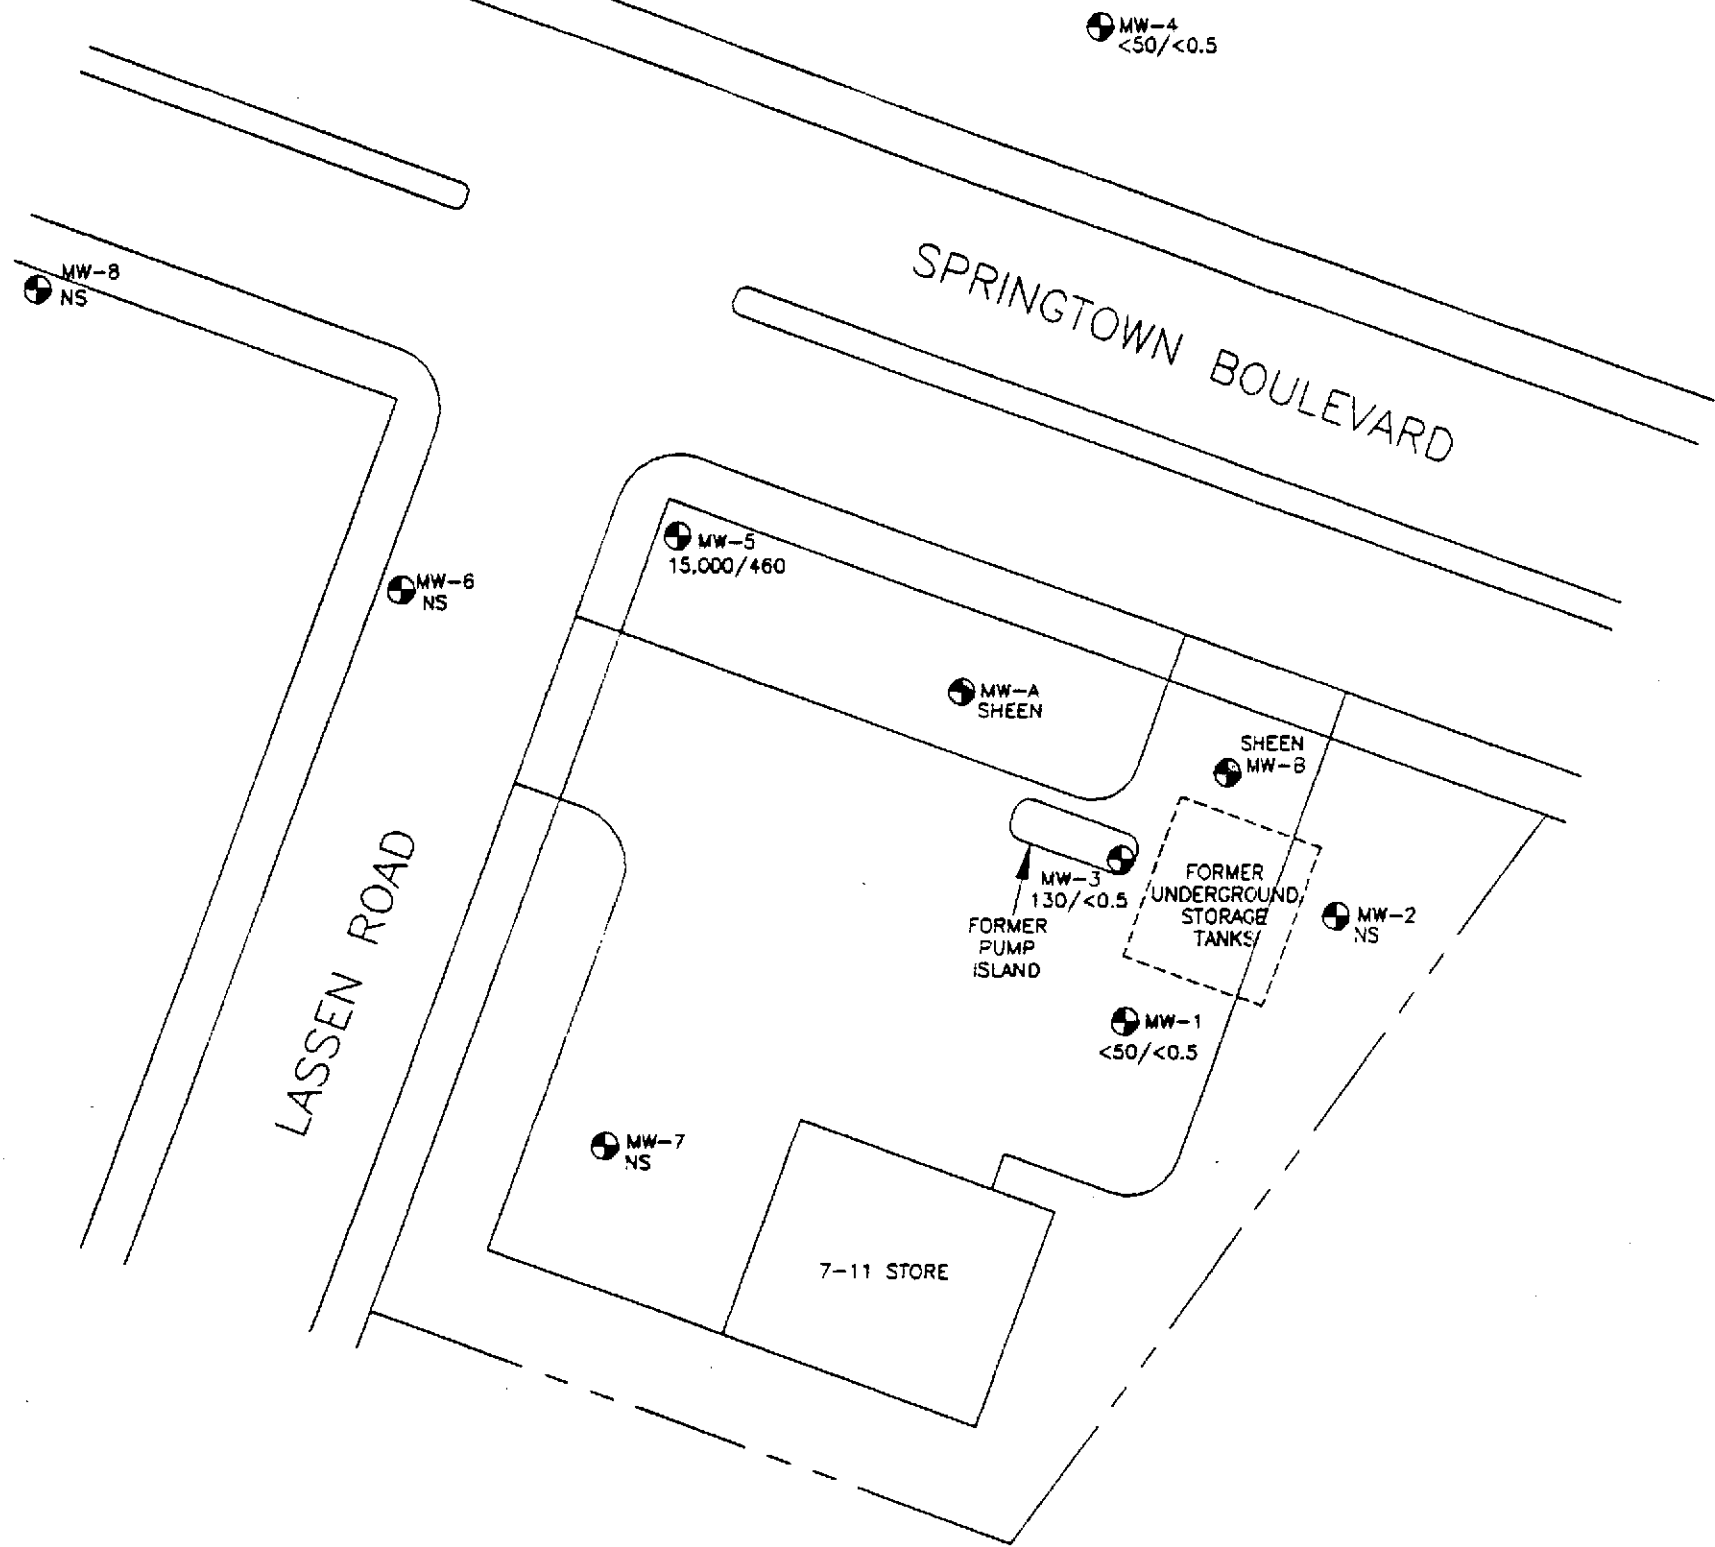 MW-4
<50/<0.5
MW-8
NS
SPRINGTOWN BOULEVARD
MW-5
15,000/460
MW-6
NS
MW-A
SHEEN
SHEEN
MW-B
MW-3
130/<0.5
FORMER
UNDERGROUND
STORAGE
TANKS
MW-2
NS
FORMER
PUMP
ISLAND
LASSEN ROAD
MW-1
<50/<0.5
MW-7
NS
7-11 STORE